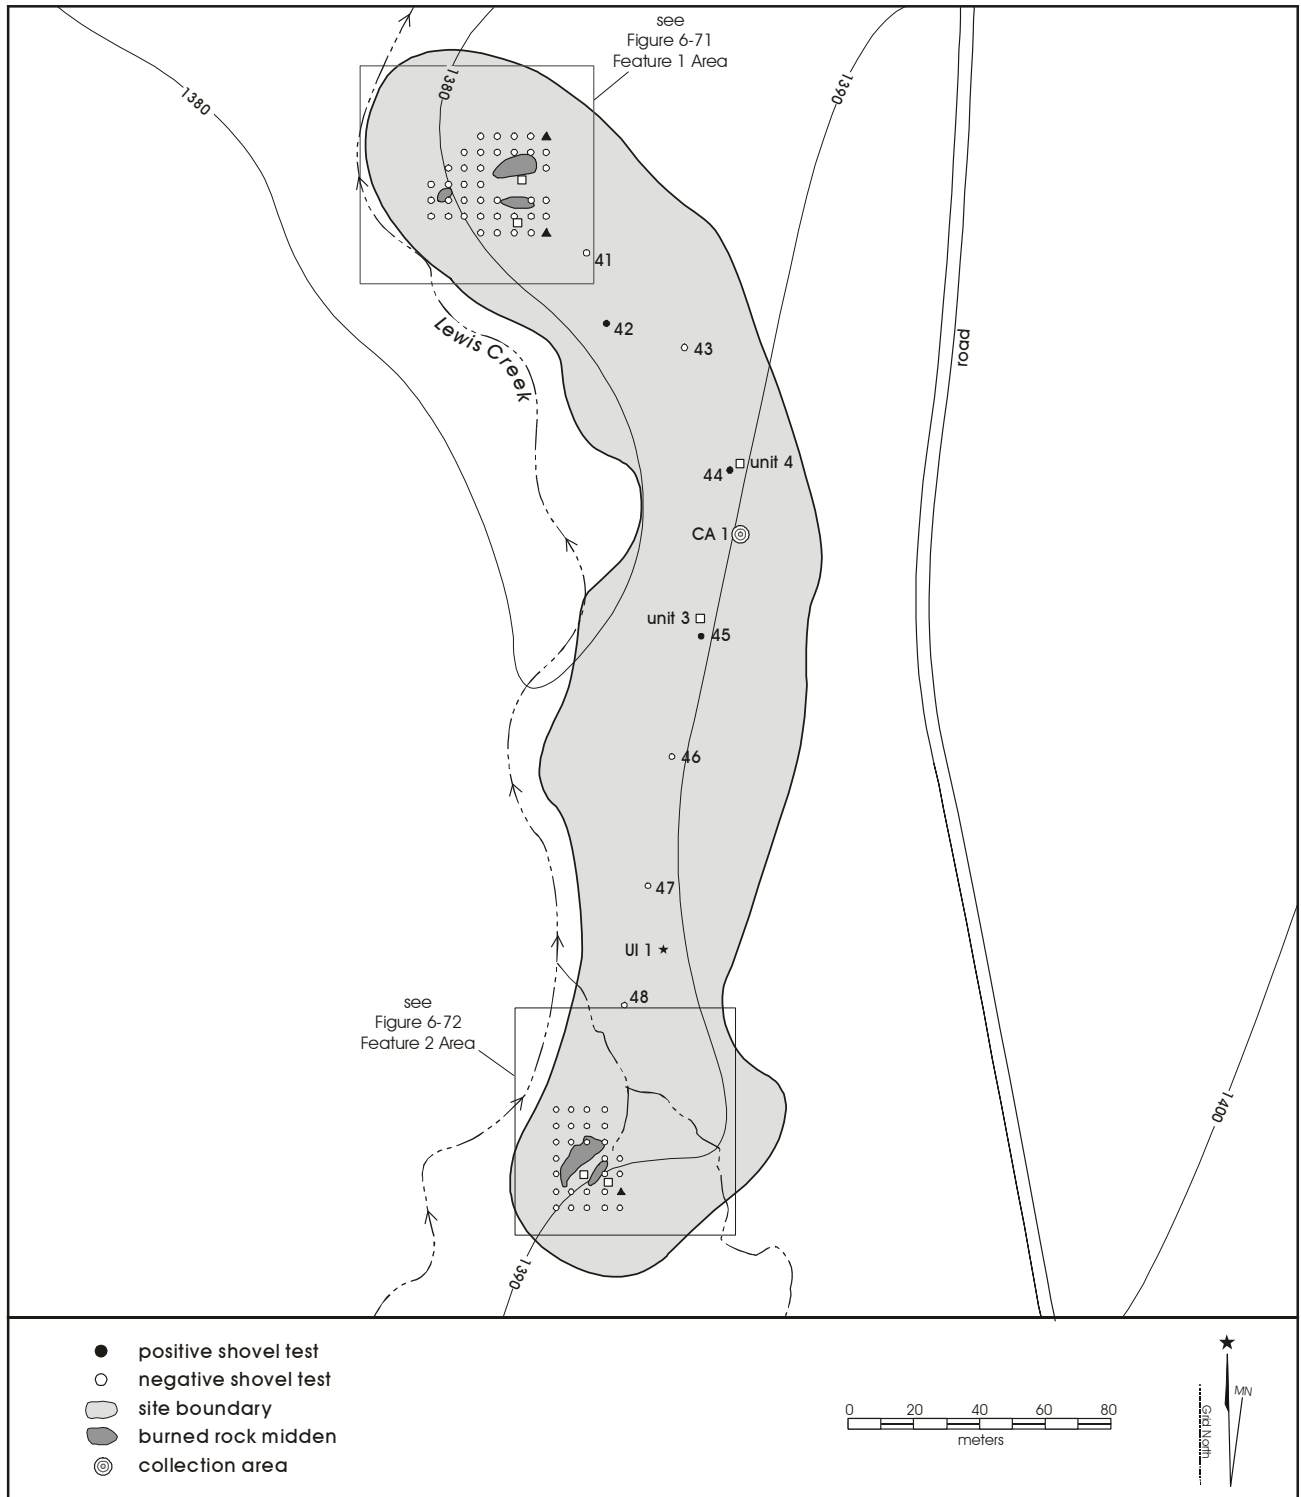 see
Figure 6-71
Feature 1 Area
1380
1380
1390
41
42
43
Lewis Creek
road
44
unit 4
CA 1
unit 3
45
46
47
UI 1
48
see
Figure 6-72
Feature 2 Area
1400
1390
positive shovel test
negative shovel test
site boundary
burned rock midden
collection area
0 20 40 60 80
meters
MN
Grid North